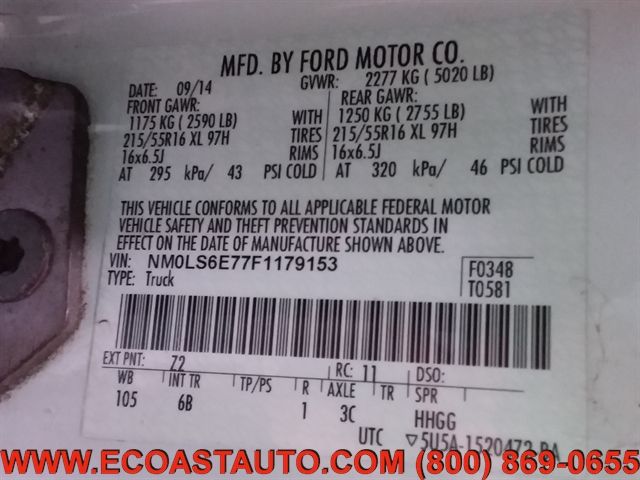 MFD. BY FORD MOTOR CO.
DATE: 09/14 GVWR: 2277 KG ( 5020 LB)
FRONT GAWR: REAR GAWR:
1175 KG ( 2590 LB) WITH 1250 KG ( 2755 LB) WITH
215/55R16 XL 97H TIRES 215/55R16 XL 97H TIRES
16x6.5J RIMS 16x6.5J RIMS
AT 295 kPa/ 43 PSI COLD AT 320 kPa/ 46 PSI COLD
THIS VEHICLE CONFORMS TO ALL APPLICABLE FEDERAL MOTOR
VEHICLE SAFETY AND THEFT PREVENTION STANDARDS IN
EFFECT ON THE DATE OF MANUFACTURE SHOWN ABOVE.
VIN: NM0LS6E77F1179153 F0348
TYPE: Truck T0581
EXT PNT: 7Z RC: 11 DSO:
WB INT TR TP/PS R AXLE TR SPR
105 6B 1 3C HHGG
UTC ▽5U5A-1520472-BA
WWW.ECOASTAUTO.COM (800) 869-0655